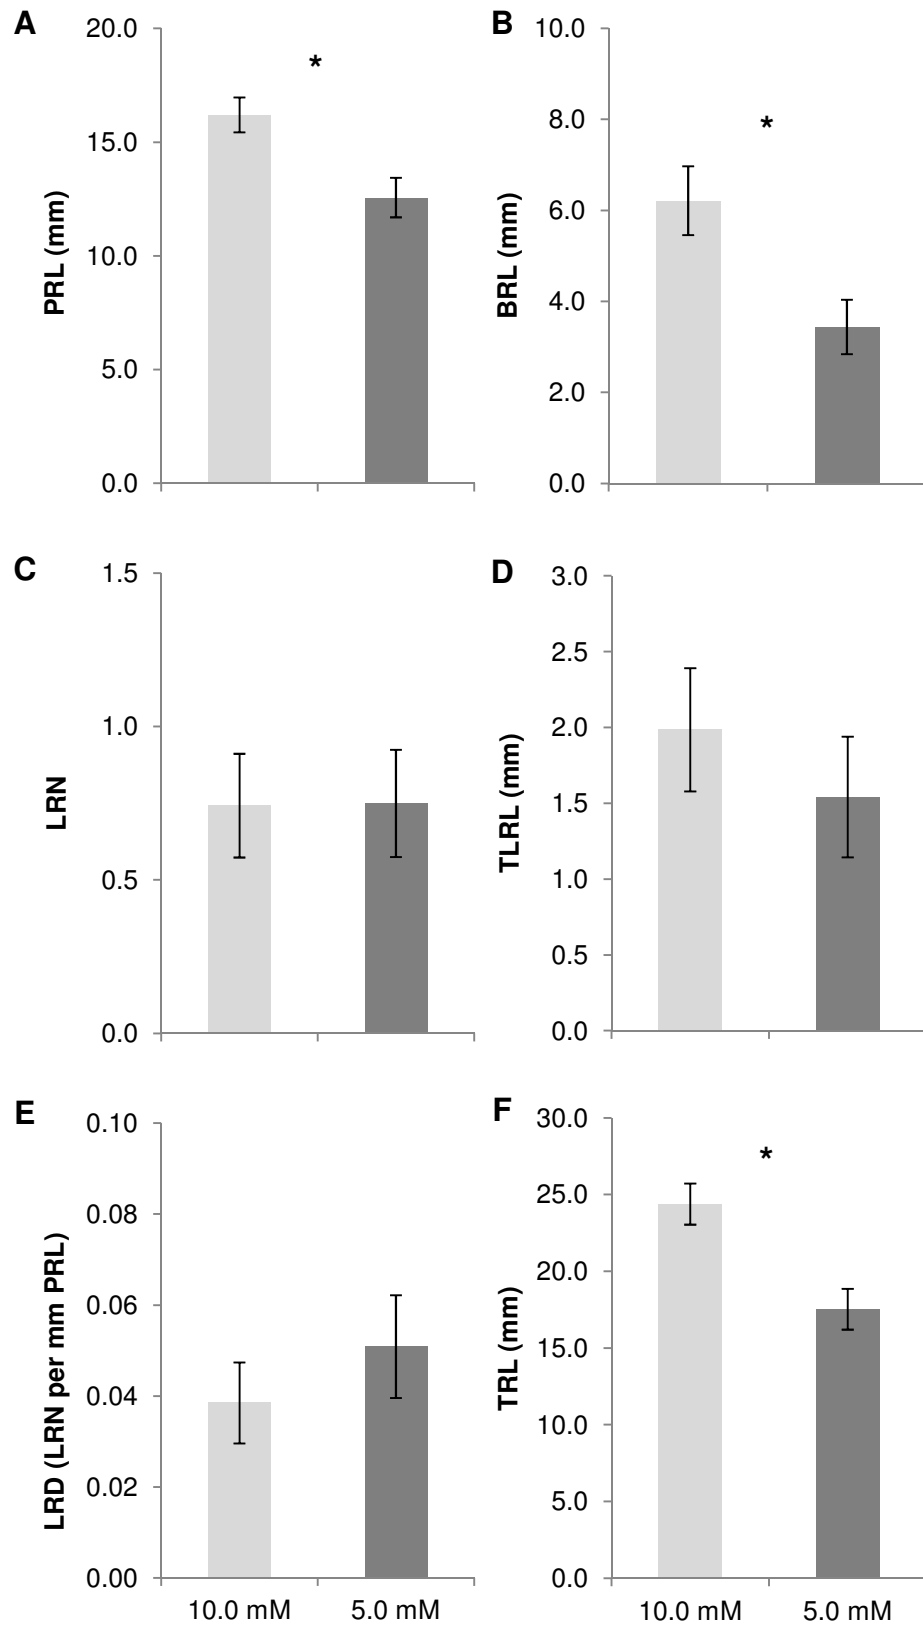 A
PRL (mm)
20.0
15.0
10.0
5.0
0.0
*
B
BRL (mm)
10.0
8.0
6.0
4.0
2.0
0.0
*
C
LRN
1.5
1.0
0.5
0.0
D
TLRL (mm)
3.0
2.5
2.0
1.5
1.0
0.5
0.0
E
LRD (LRN per mm PRL)
0.10
0.08
0.06
0.04
0.02
0.00
10.0 mM
5.0 mM
F
TRL (mm)
30.0
25.0
20.0
15.0
10.0
5.0
0.0
*
10.0 mM
5.0 mM